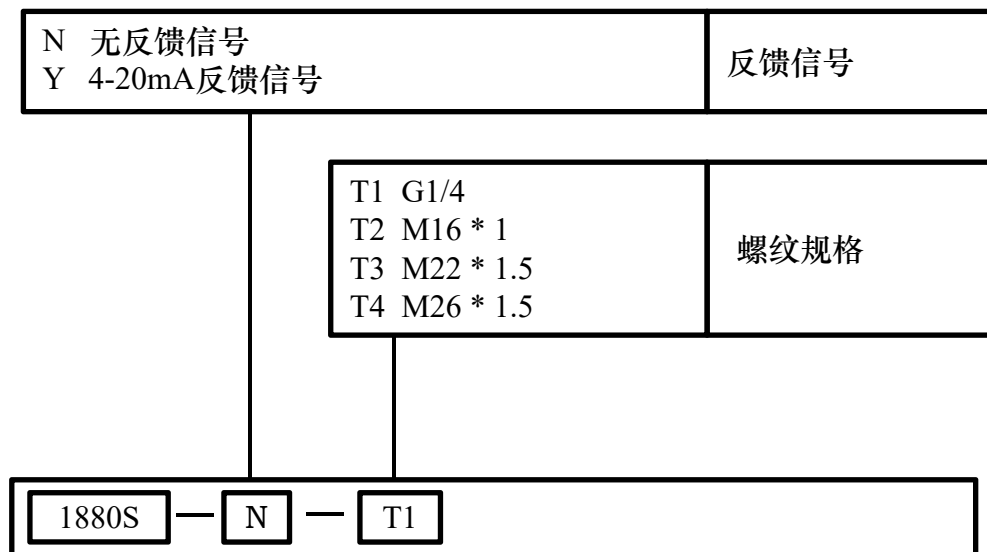 N 无反馈信号
Y 4-20mA反馈信号
反馈信号
T1 G1/4
T2 M16 * 1
T3 M22 * 1.5
T4 M26 * 1.5
螺纹规格
1880S — N — T1